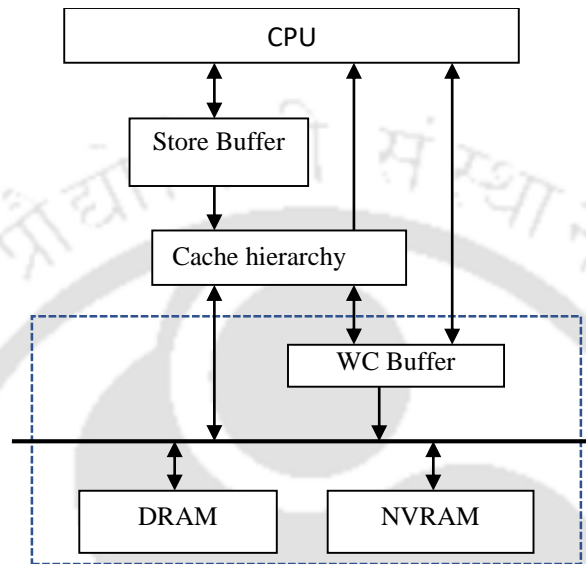 CPU
Store Buffer
Cache hierarchy
WC Buffer
DRAM
NVRAM